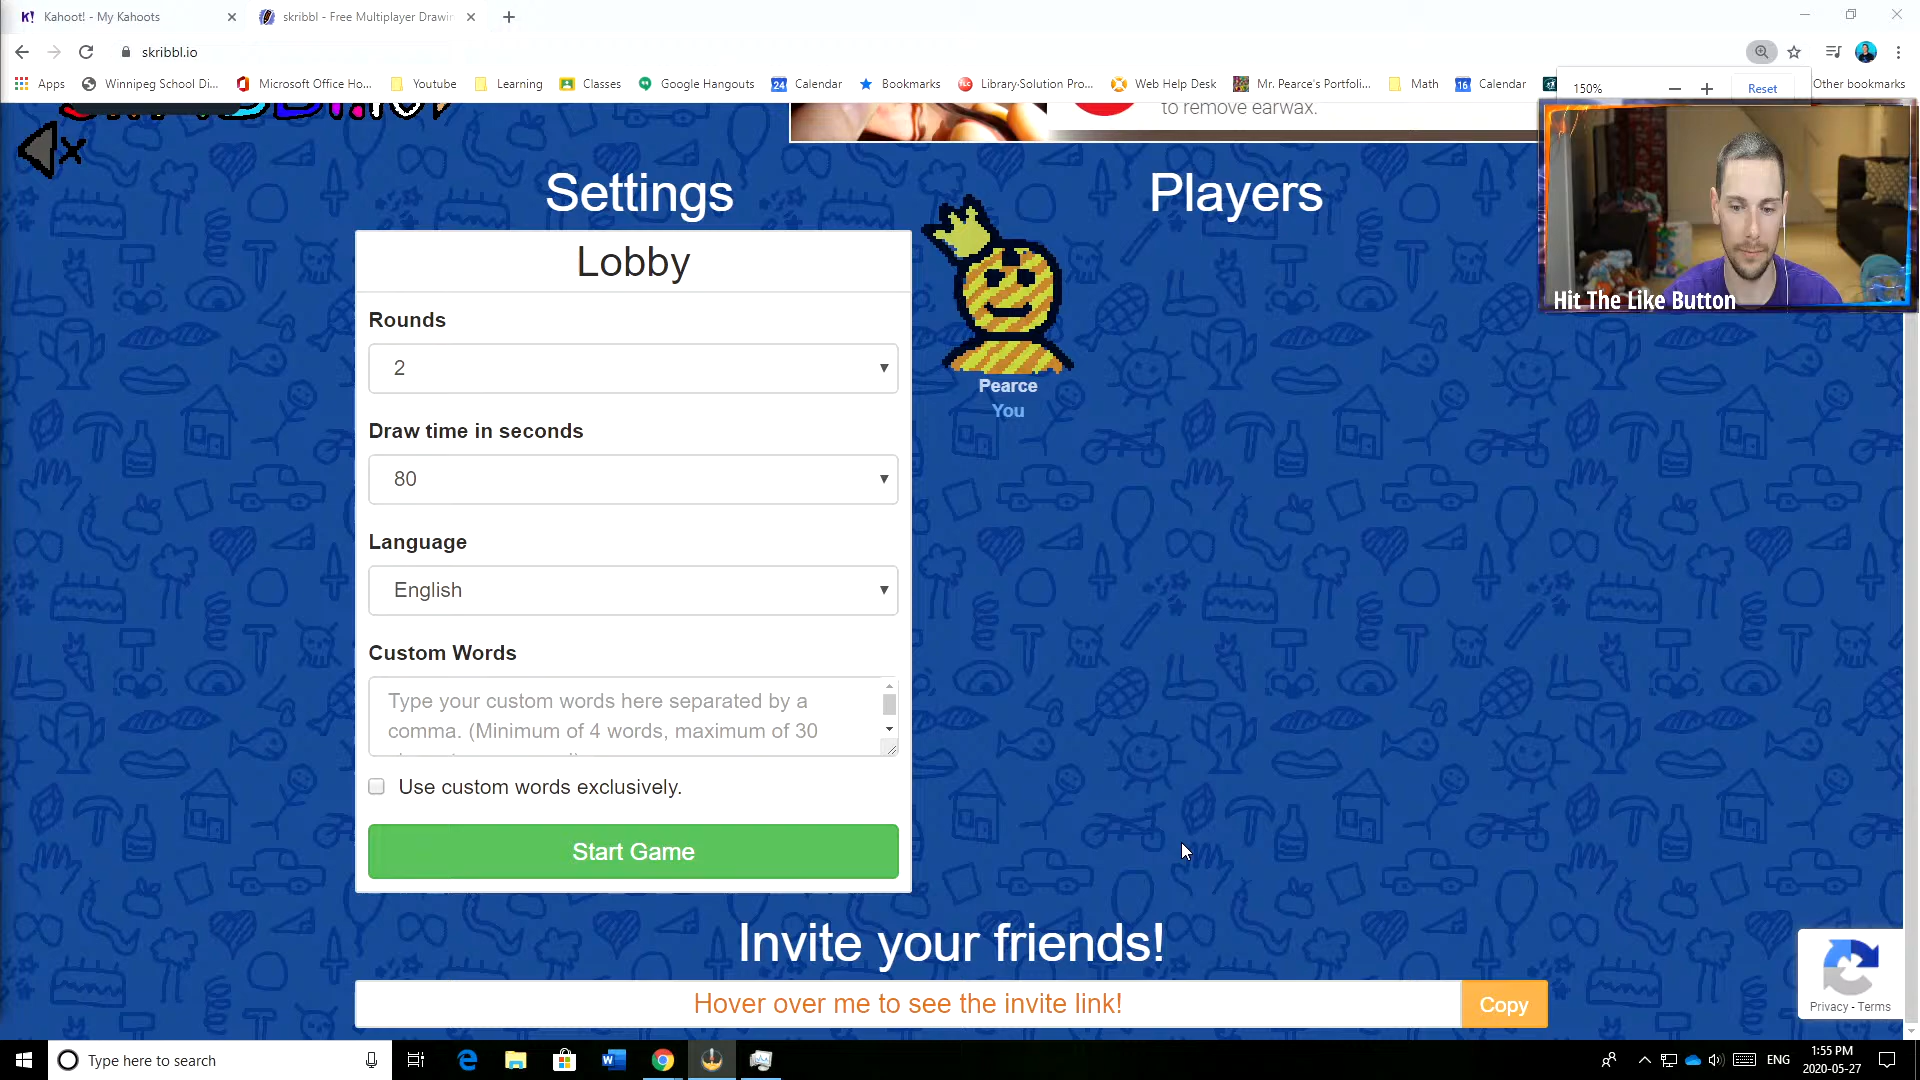 Kahoot! - My Kahoots
skribbl - Free Multiplayer Drawin
skribbl.io
Apps
Winnipeg School Di...
Microsoft Office Ho...
Youtube
Learning
Classes
Google Hangouts
24
Calendar
Bookmarks
Library·Solution Pro...
Web Help Desk
Mr. Pearce's Portfoli...
Math
16
Calendar
Other bookmarks
150%
Reset
to remove earwax.
Settings
Players
Lobby
Rounds
2
Draw time in seconds
80
Language
English
Custom Words
Type your custom words here separated by a
comma. (Minimum of 4 words, maximum of 30
Use custom words exclusively.
Start Game
Pearce
You
Hit The Like Button
Invite your friends!
Hover over me to see the invite link!
Copy
Privacy - Terms
Type here to search
ENG
1:55 PM
2020-05-27